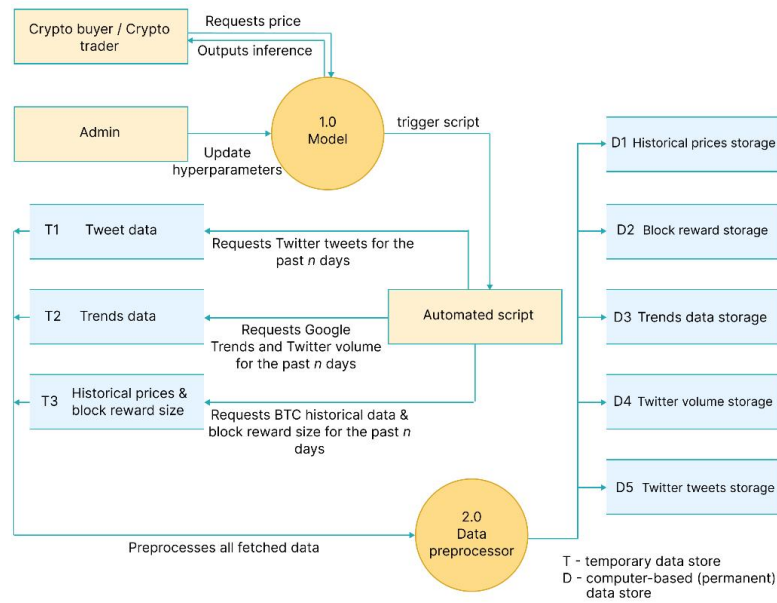 Crypto buyer / Crypto
trader
Requests price
Outputs inference
Admin
Update
hyperparameters
1.0
Model
trigger script
T1 Tweet data
Requests Twitter tweets for the
past n days
T2 Trends data
Requests Google
Trends and Twitter volume
for the past n days
T3 Historical prices &
block reward size
Requests BTC historical data &
block reward size for the past n
days
Automated script
Preprocesses all fetched data
2.0
Data
preprocessor
D1 Historical prices storage
D2 Block reward storage
D3 Trends data storage
D4 Twitter volume storage
D5 Twitter tweets storage
T - temporary data store
D - computer-based (permanent)
data store